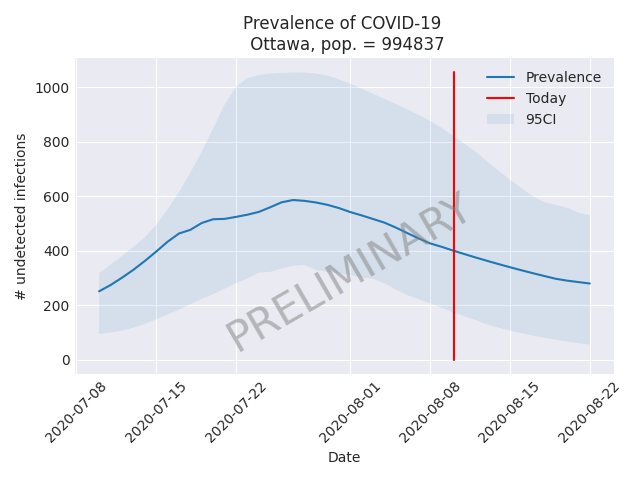 Prevalence of COVID-19
Ottawa, pop. = 994837
Prevalence
Today
95CI
# undetected infections
1000
800
600
400
200
0
PRELIMINARY
2020-07-08
2020-07-15
2020-07-22
2020-08-01
2020-08-08
2020-08-15
2020-08-22
Date